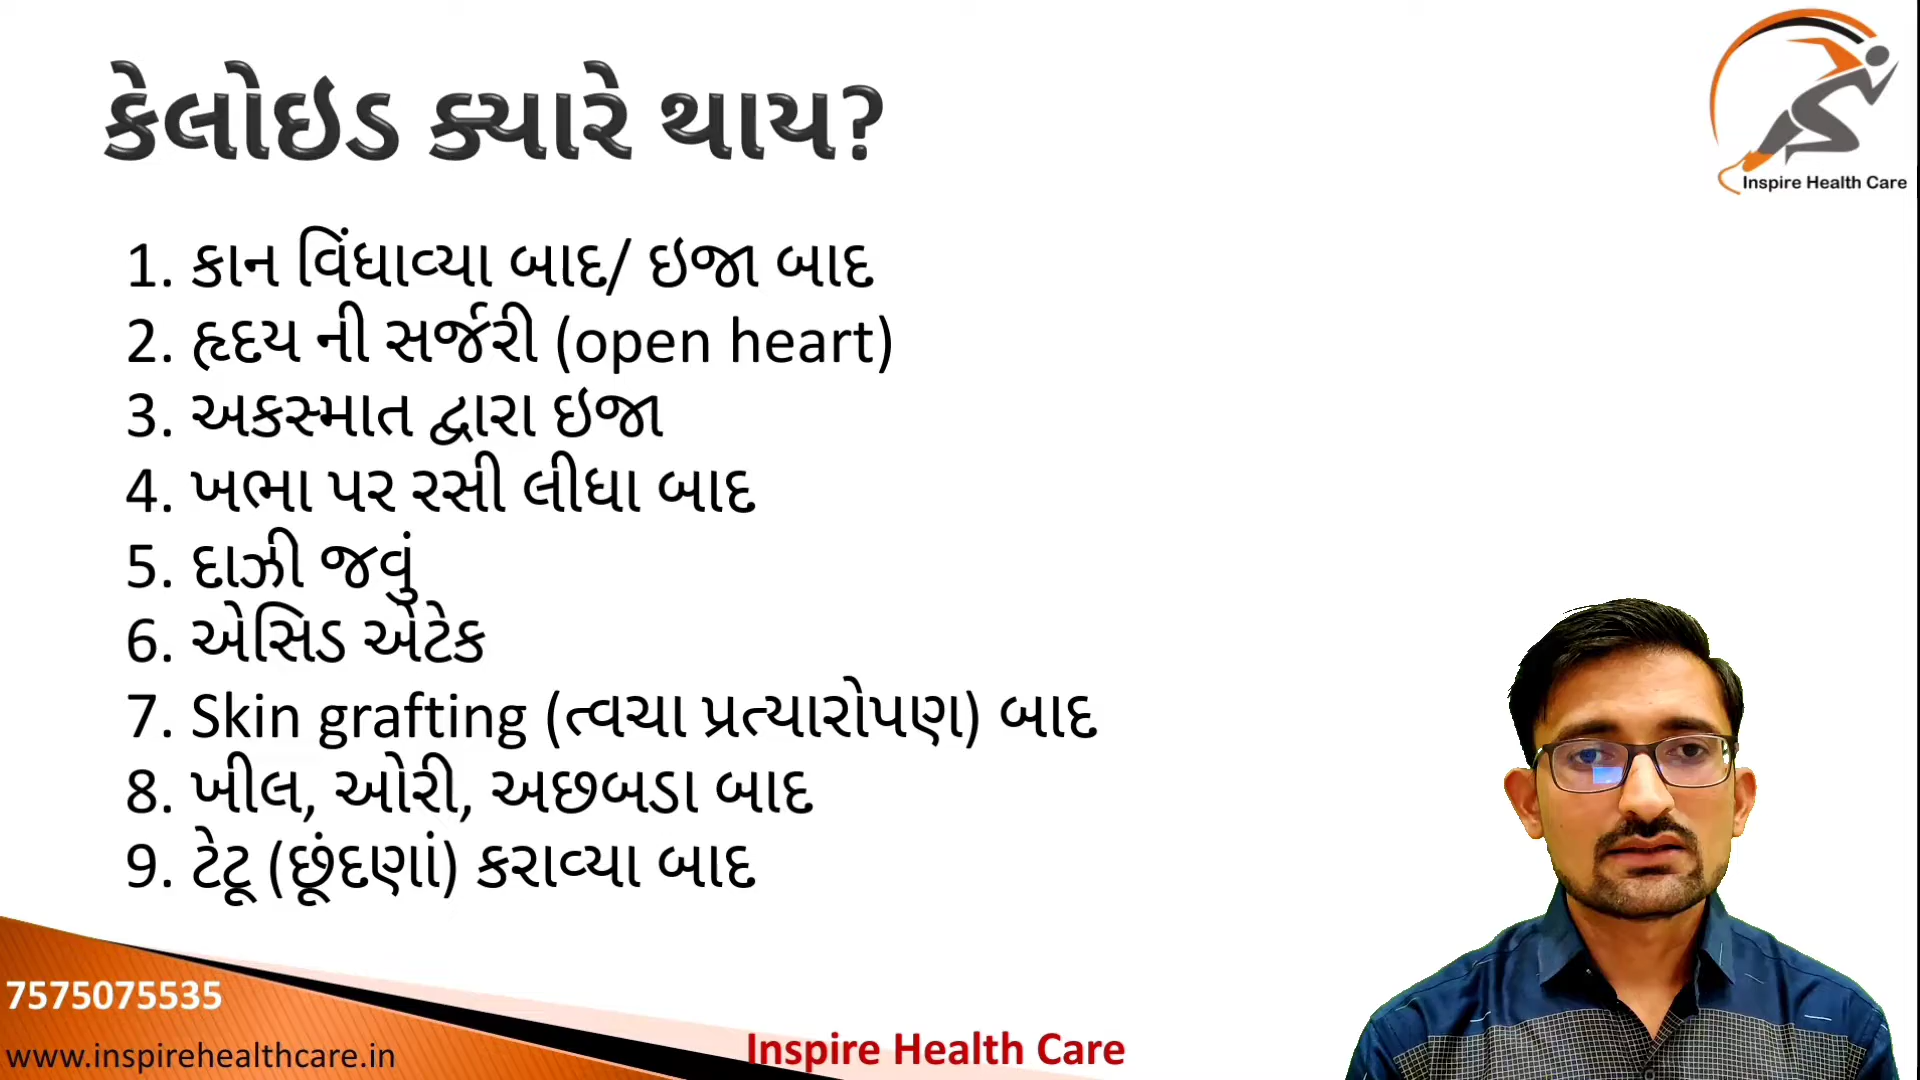 કેલોઇડ ક્યારે થાય?
Inspire Health Care
1. કાન વિંધાવ્યા બાદ/ ઇજા બાદ
2. હૃદય ની સર્જરી (open heart)
3. અકસ્માત દ્વારા ઇજા
4. ખભા પર રસી લીધા બાદ
5. દાઝી જવું
6. એસિડ એટેક
7. Skin grafting (ત્વચા પ્રત્યારોપણ) બાદ
8. ખીલ, ઓરી, અછબડા બાદ
9. ટેટૂ (છૂંદણાં) કરાવ્યા બાદ
7575075535
www.inspirehealthcare.in
Inspire Health Care